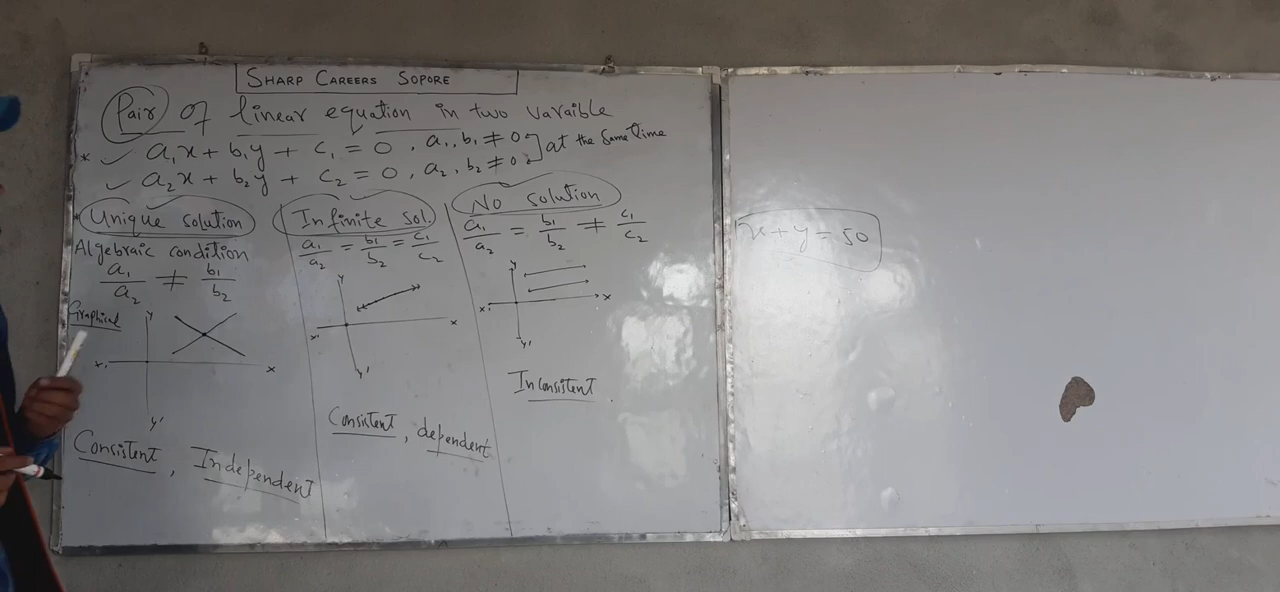 SHARP CAREERS SOPORE
Pair of linear equation in two varaible
* ✓ a₁x + b₁y + c₁ = 0 , a₁, b₁ ≠ 0 ] at the same time
✓ a₂x + b₂y + c₂ = 0 , a₂, b₂ ≠ 0
* Unique solution
Algebraic condition
a₁/a₂ ≠ b₁/b₂
Graphical
Y
X' X
Y'
Consistent , Independent
Infinite sol.
a₁/a₂ = b₁/b₂ = c₁/c₂
Y
X' X
Y'
Consistent , dependent
No solution
a₁/a₂ = b₁/b₂ ≠ c₁/c₂
Y
X' X
Y'
Inconsistent
x + y = 50